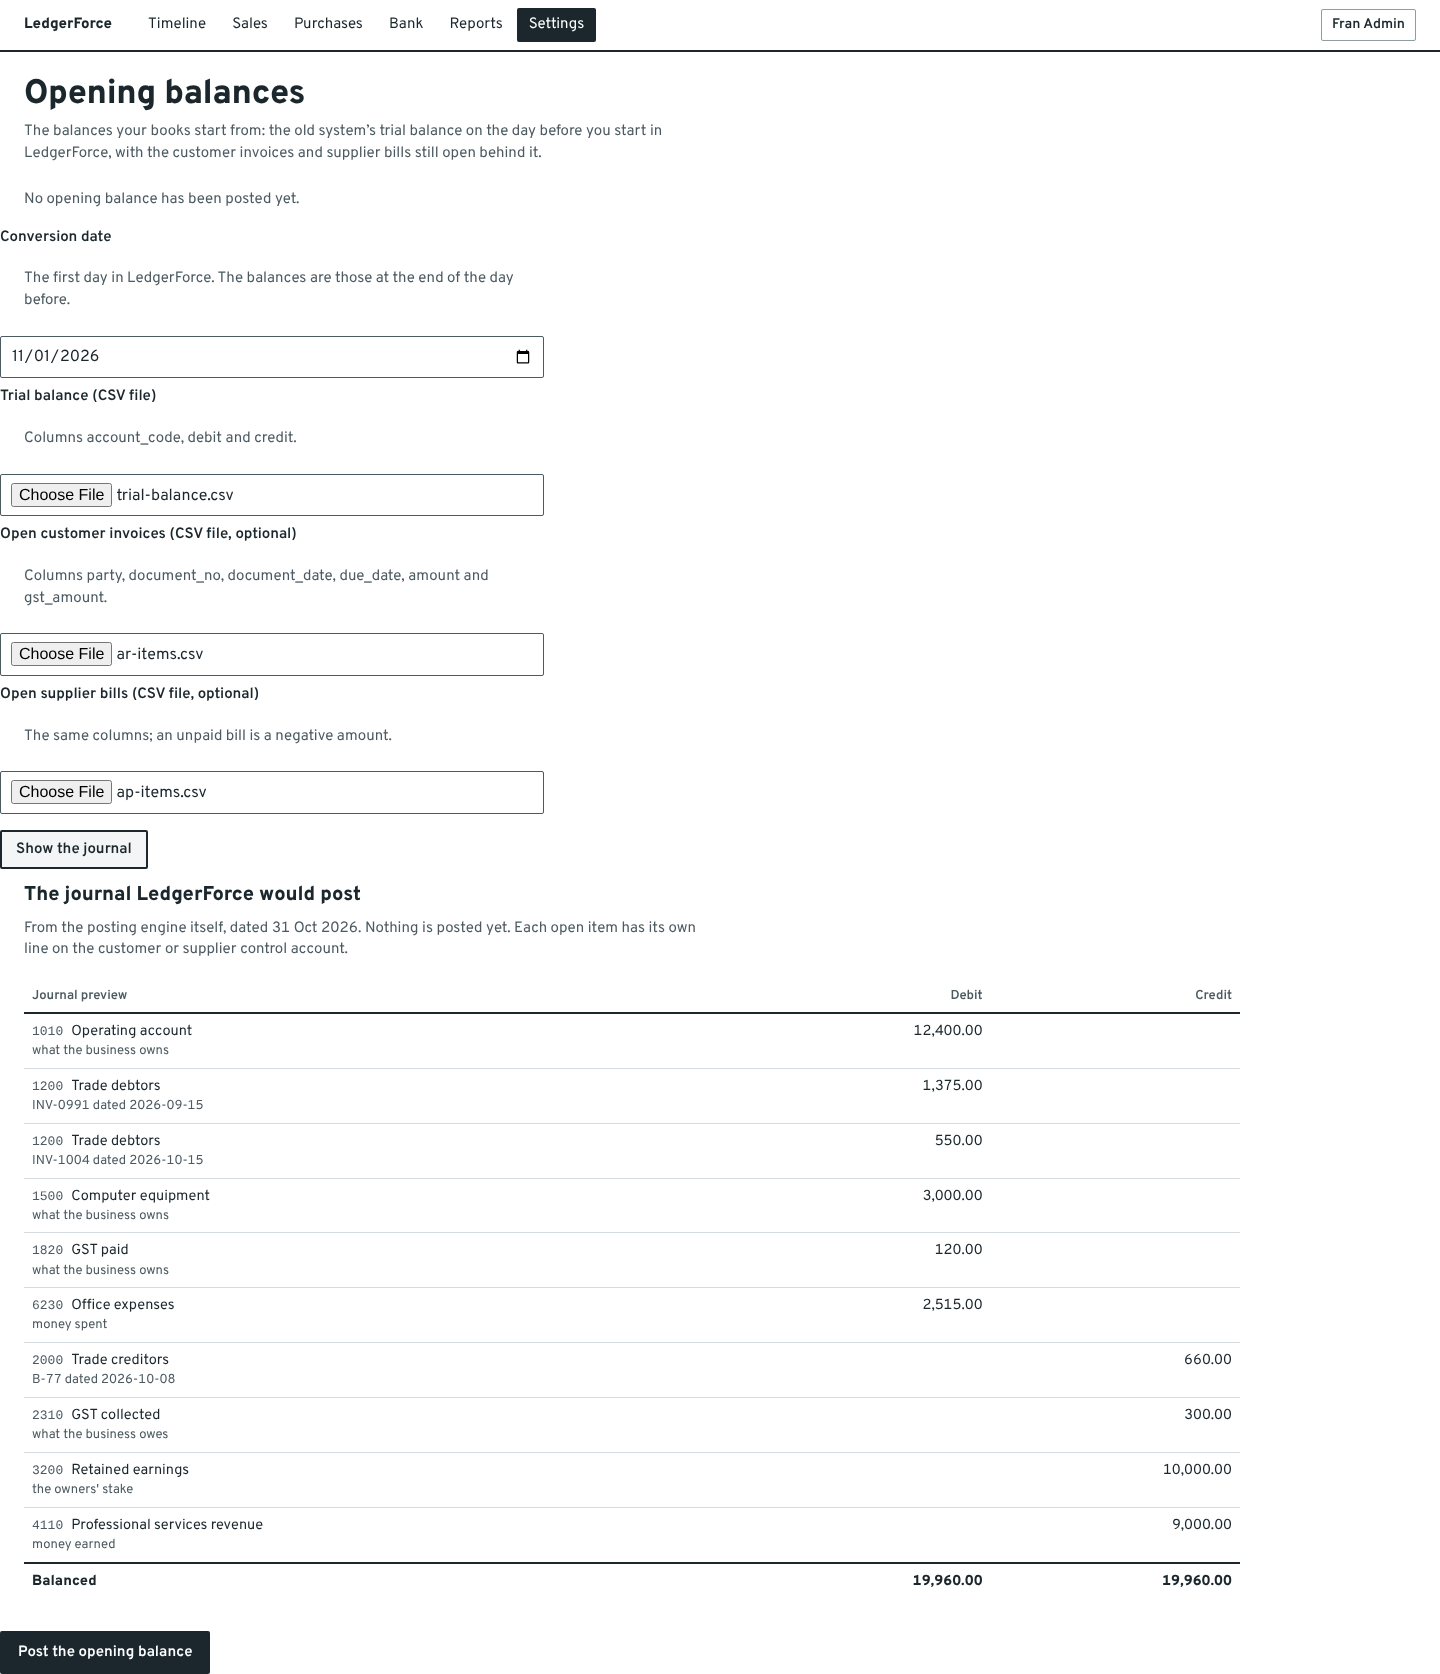 LedgerForce Timeline Sales Purchases Bank Reports Settings Fran Admin
Opening balances
The balances your books start from: the old system’s trial balance on the day before you start in
LedgerForce, with the customer invoices and supplier bills still open behind it.
No opening balance has been posted yet.
Conversion date
The first day in LedgerForce. The balances are those at the end of the day
before.
11/01/2026
Trial balance (CSV file)
Columns account_code, debit and credit.
Choose File trial-balance.csv
Open customer invoices (CSV file, optional)
Columns party, document_no, document_date, due_date, amount and
gst_amount.
Choose File ar-items.csv
Open supplier bills (CSV file, optional)
The same columns; an unpaid bill is a negative amount.
Choose File ap-items.csv
Show the journal
The journal LedgerForce would post
From the posting engine itself, dated 31 Oct 2026. Nothing is posted yet. Each open item has its own
line on the customer or supplier control account.
Journal preview Debit Credit
1010 Operating account 12,400.00
what the business owns
1200 Trade debtors 1,375.00
INV-0991 dated 2026-09-15
1200 Trade debtors 550.00
INV-1004 dated 2026-10-15
1500 Computer equipment 3,000.00
what the business owns
1820 GST paid 120.00
what the business owns
6230 Office expenses 2,515.00
money spent
2000 Trade creditors 660.00
B-77 dated 2026-10-08
2310 GST collected 300.00
what the business owes
3200 Retained earnings 10,000.00
the owners' stake
4110 Professional services revenue 9,000.00
money earned
Balanced 19,960.00 19,960.00
Post the opening balance